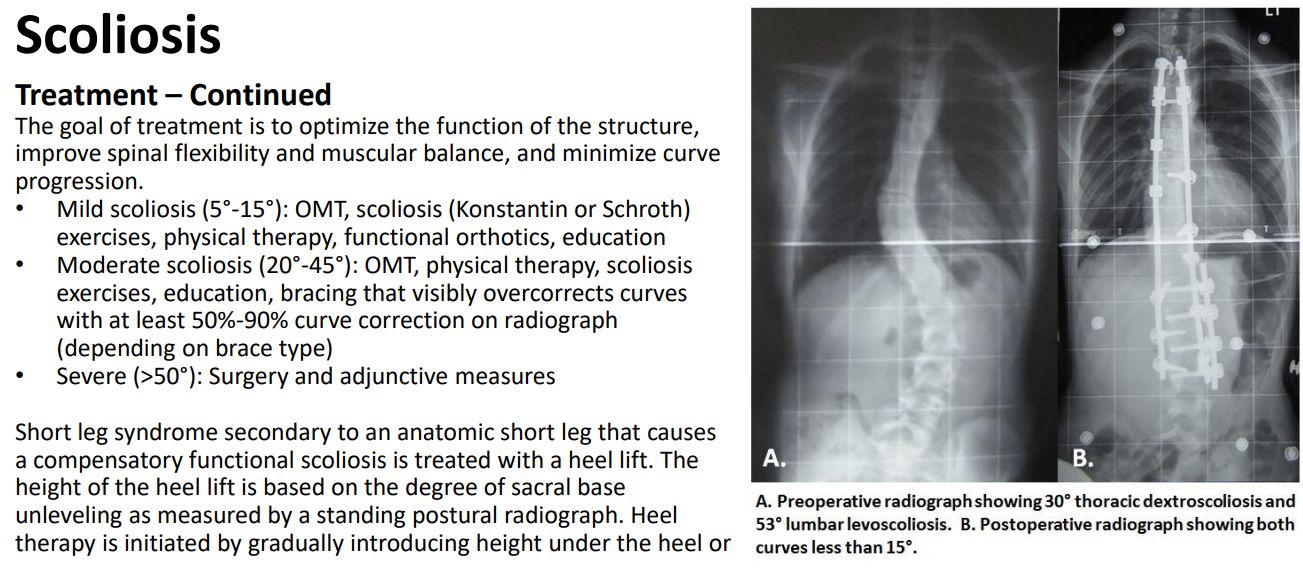 Scoliosis
Treatment – Continued
The goal of treatment is to optimize the function of the structure,
improve spinal flexibility and muscular balance, and minimize curve
progression.
• Mild scoliosis (5°-15°): OMT, scoliosis (Konstantin or Schroth)
exercises, physical therapy, functional orthotics, education
• Moderate scoliosis (20°-45°): OMT, physical therapy, scoliosis
exercises, education, bracing that visibly overcorrects curves
with at least 50%-90% curve correction on radiograph
(depending on brace type)
• Severe (>50°): Surgery and adjunctive measures
Short leg syndrome secondary to an anatomic short leg that causes
a compensatory functional scoliosis is treated with a heel lift. The
height of the heel lift is based on the degree of sacral base
unleveling as measured by a standing postural radiograph. Heel
therapy is initiated by gradually introducing height under the heel or
A.
B.
A. Preoperative radiograph showing 30° thoracic dextroscoliosis and
53° lumbar levoscoliosis. B. Postoperative radiograph showing both
curves less than 15°.